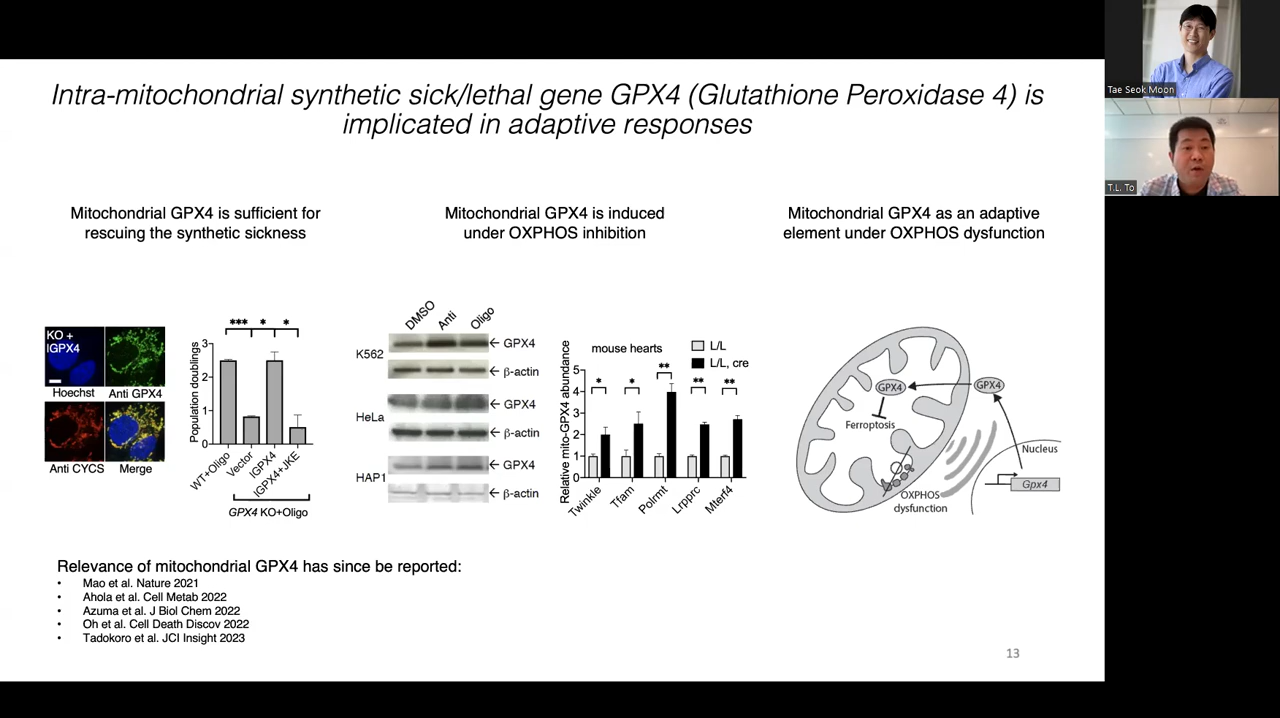 Intra-mitochondrial synthetic sick/lethal gene GPX4 (Glutathione Peroxidase 4) is
implicated in adaptive responses
Tae Seok Moon
T.L. To
Mitochondrial GPX4 is sufficient for
rescuing the synthetic sickness
KO +
lGPX4
Hoechst
Anti GPX4
Anti CYCS
Merge
Population doublings
3
2
1
0
***
*
*
WT+Oligo
Vector
lGPX4
lGPX4+JKE
GPX4 KO+Oligo
Mitochondrial GPX4 is induced
under OXPHOS inhibition
DMSO
Anti
Oligo
K562
← GPX4
← β-actin
HeLa
← GPX4
← β-actin
HAP1
← GPX4
← β-actin
Relative mito-GPX4 abundance
mouse hearts
L/L
L/L, cre
5
4
3
2
1
0
*
*
**
**
**
Twinkle
Tfam
Polrmt
Lrpprc
Mterf4
Mitochondrial GPX4 as an adaptive
element under OXPHOS dysfunction
GPX4
GPX4
Ferroptosis
OXPHOS
dysfunction
Nucleus
Gpx4
Relevance of mitochondrial GPX4 has since be reported:
• Mao et al. Nature 2021
• Ahola et al. Cell Metab 2022
• Azuma et al. J Biol Chem 2022
• Oh et al. Cell Death Discov 2022
• Tadokoro et al. JCI Insight 2023
13